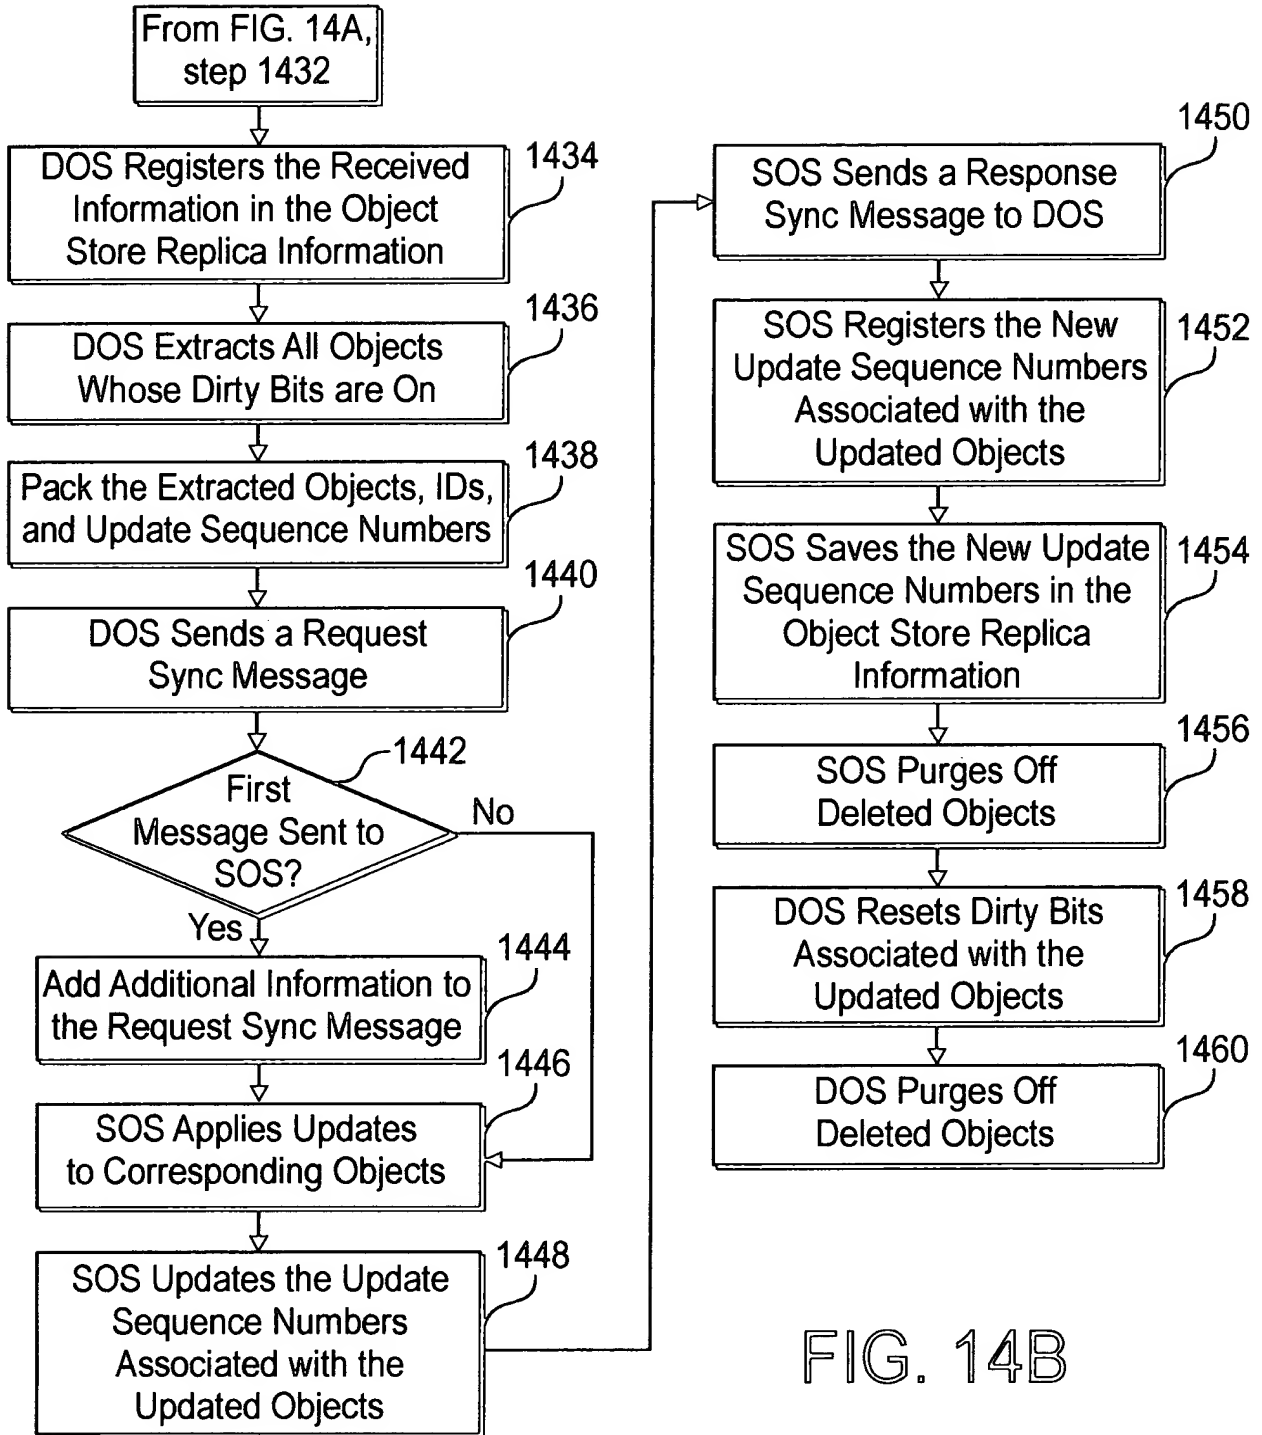 From FIG. 14A,
step 1432
1434
DOS Registers the Received
Information in the Object
Store Replica Information
1436
DOS Extracts All Objects
Whose Dirty Bits are On
1438
Pack the Extracted Objects, IDs,
and Update Sequence Numbers
1440
DOS Sends a Request
Sync Message
1442
First
Message Sent to
SOS?
No
Yes
1444
Add Additional Information to
the Request Sync Message
1446
SOS Applies Updates
to Corresponding Objects
1448
SOS Updates the Update
Sequence Numbers
Associated with the
Updated Objects
1450
SOS Sends a Response
Sync Message to DOS
1452
SOS Registers the New
Update Sequence Numbers
Associated with the
Updated Objects
1454
SOS Saves the New Update
Sequence Numbers in the
Object Store Replica
Information
1456
SOS Purges Off
Deleted Objects
1458
DOS Resets Dirty Bits
Associated with the
Updated Objects
1460
DOS Purges Off
Deleted Objects
FIG. 14B